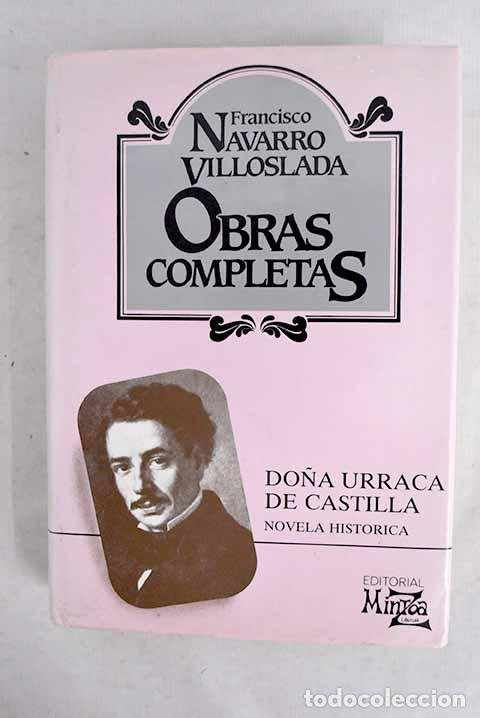 Francisco
NAVARRO
VILLOSLADA
OBRAS
COMPLETAS
DOÑA URRACA
DE CASTILLA
NOVELA HISTORICA
EDITORIAL
Mintzoa
todocoleccion